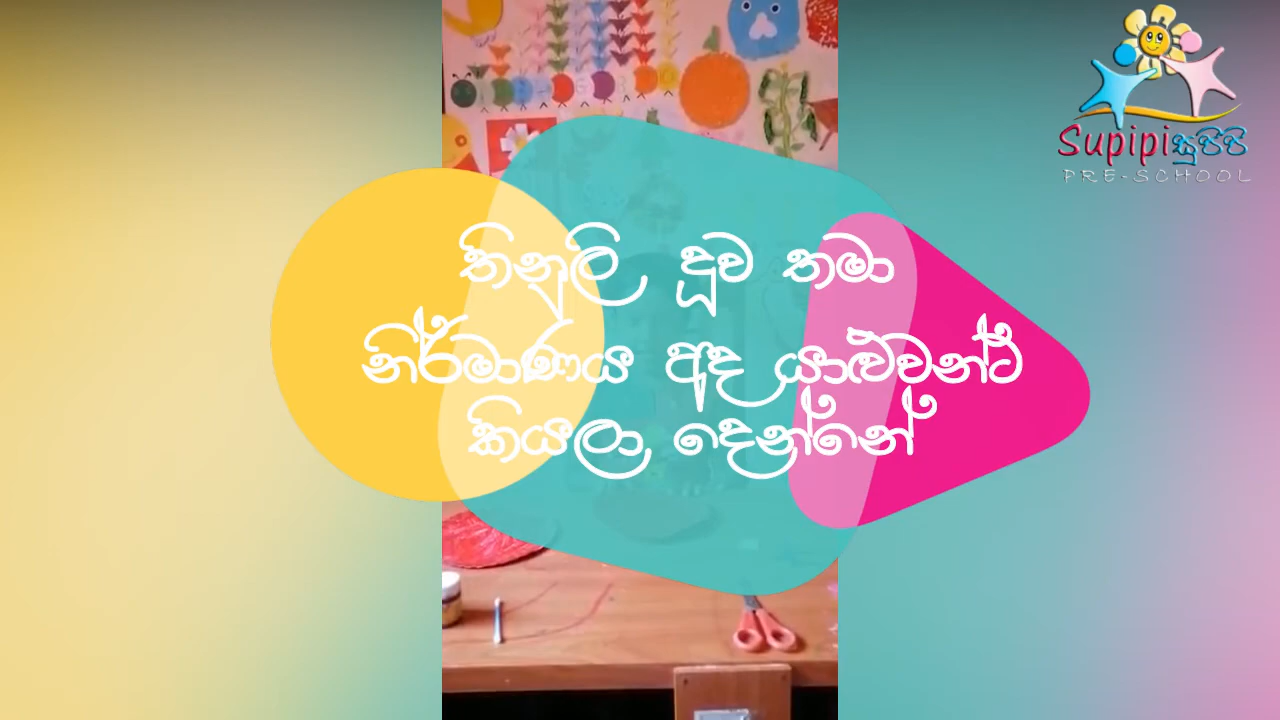 Supipi සුපිපි
PRE-SCHOOL
තිනුලි දූව තමා
නිර්මාණය අද යාළුවන්ට
කියලා දෙන්නේ